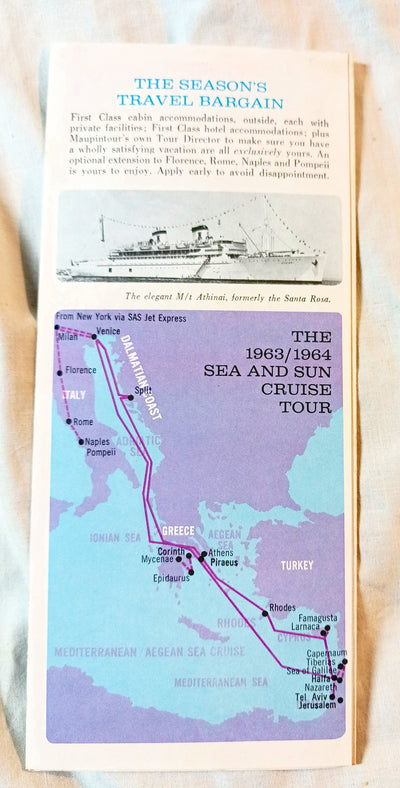 THE SEASON'S
TRAVEL BARGAIN
First Class cabin accommodations, outside, each with
private facilities; First Class hotel accommodations; plus
Maupintour's own Tour Director to make sure you have
a wholly satisfying vacation are all exclusively yours. An
optional extension to Florence, Rome, Naples and Pompeii
is yours to enjoy. Apply early to avoid disappointment.
The elegant M/t Athinai, formerly the Santa Rosa.
From New York via SAS Jet Express
Milan
Venice
THE
1963/1964
SEA AND SUN
CRUISE
TOUR
DALMATIAN COAST
Florence
ITALY
Split
Rome
Naples
Pompeii
ADRIATIC
SEA
IONIAN SEA
GREECE
AEGEAN
SEA
Corinth
Mycenae
Athens
Piraeus
Epidaurus
TURKEY
Rhodes
RHODES
Famagusta
Larnaca
CYPRUS
MEDITERRANEAN AEGEAN SEA CRUISE
Capernaum
Tiberias
Sea of Galilee
MEDITERRANEAN SEA
Haifa
Nazareth
Tel. Aviv
Jerusalem